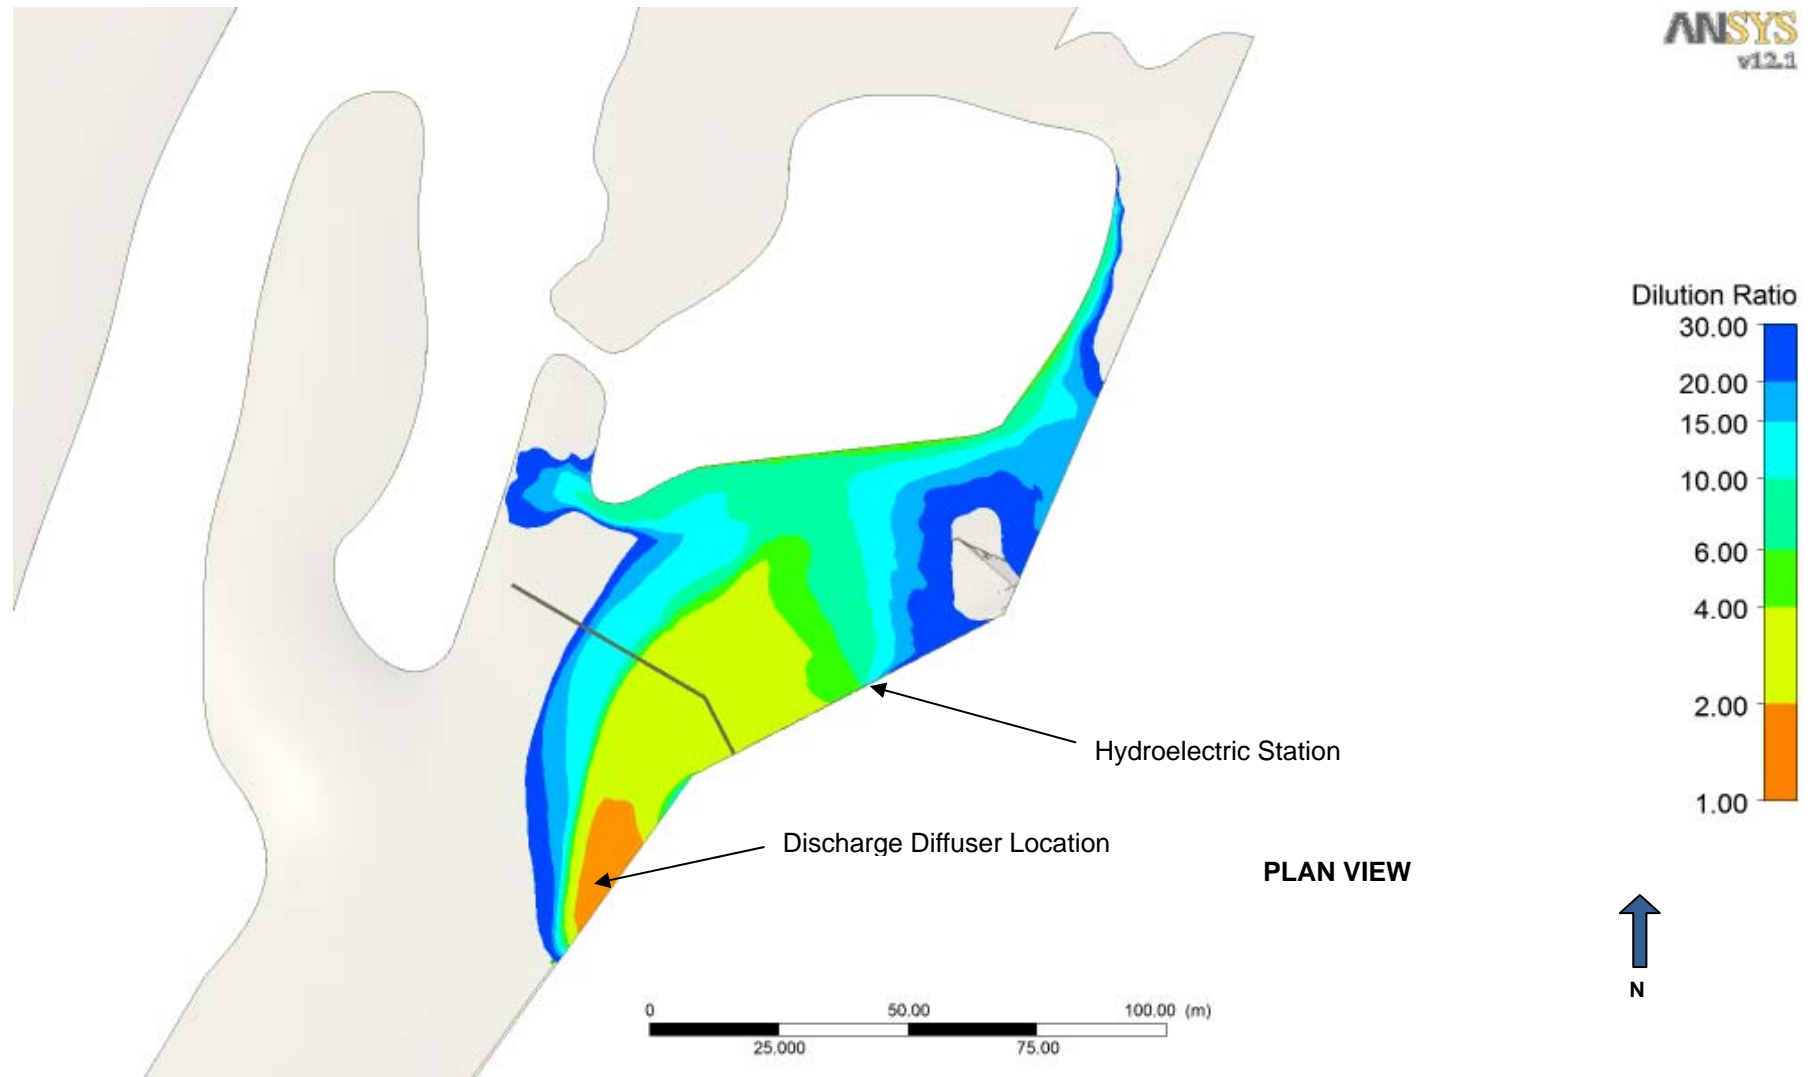 ANSYS
v12.1
Dilution Ratio
30.00
20.00
15.00
10.00
6.00
4.00
2.00
1.00
Hydroelectric Station
Discharge Diffuser Location
PLAN VIEW
N
0 50.00 100.00 (m)
25.000 75.00